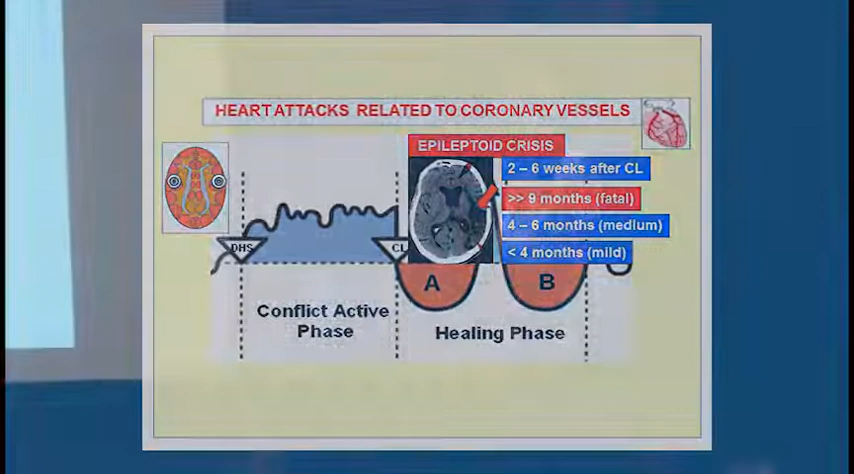 HEART ATTACKS RELATED TO CORONARY VESSELS
EPILEPTOID CRISIS
2 – 6 weeks after CL
>> 9 months (fatal)
4 – 6 months (medium)
< 4 months (mild)
DHS
CL
A
B
Conflict Active
Phase
Healing Phase